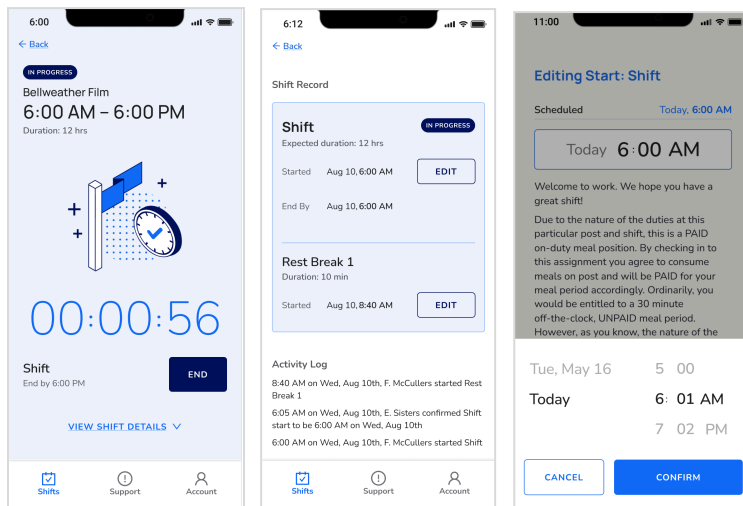 6:00
← Back
IN PROGRESS
Bellweather Film
6:00 AM – 6:00 PM
Duration: 12 hrs
00:00:56
Shift
End by 6:00 PM
END
VIEW SHIFT DETAILS
Shifts Support Account
6:12
← Back
Shift Record
Shift IN PROGRESS
Expected duration: 12 hrs
Started Aug 10, 6:00 AM EDIT
End By Aug 10, 6:00 AM
Rest Break 1
Duration: 10 min
Started Aug 10, 8:40 AM EDIT
Activity Log
8:40 AM on Wed, Aug 10th, F. McCullers started Rest
Break 1
6:05 AM on Wed, Aug 10th, E. Sisters confirmed Shift
start to be 6:00 AM on Wed, Aug 10th
6:00 AM on Wed, Aug 10th, F. McCullers started Shift
Shifts Support Account
11:00
Editing Start: Shift
Scheduled Today, 6:00 AM
Today 6:00 AM
Welcome to work. We hope you have a
great shift!
Due to the nature of the duties at this
particular post and shift, this is a PAID
on-duty meal position. By checking in to
this assignment you agree to consume
meals on post and will be PAID for your
meal period accordingly. Ordinarily, you
would be entitled to a 30 minute
off-the-clock, UNPAID meal period.
However, as you know, the nature of the
Tue, May 16 5 00
Today 6: 01 AM
7 02 PM
CANCEL CONFIRM